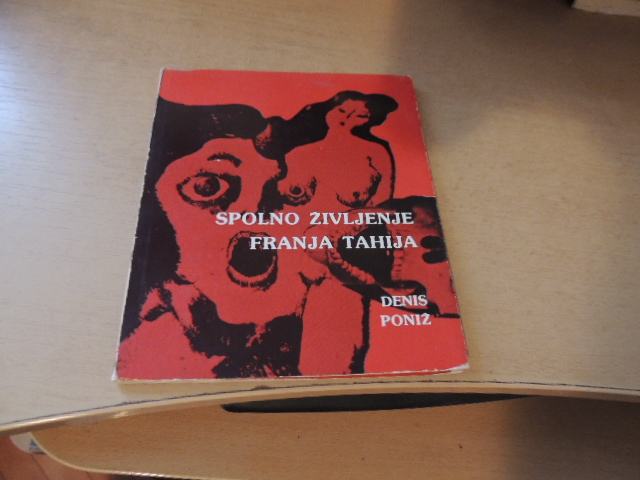 SPOLNO ŽIVLJENJE
FRANJA TAHIJA
DENIS
PONIŽ